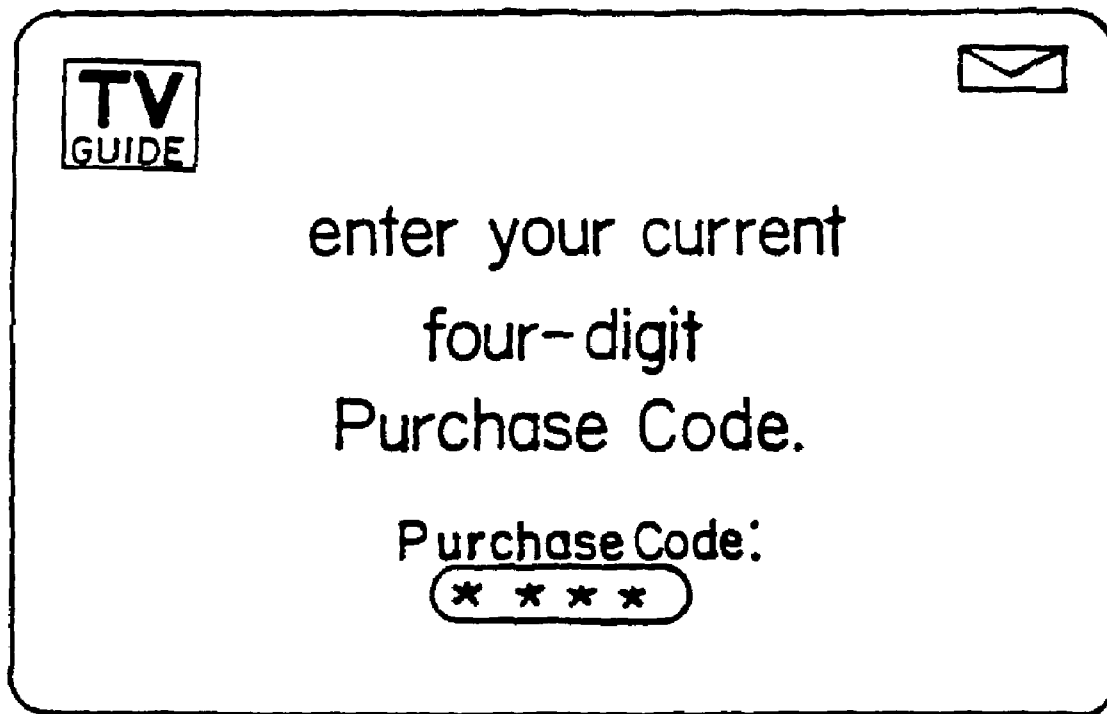 TV
GUIDE
enter your current
four-digit
Purchase Code.
Purchase Code:
* * * *